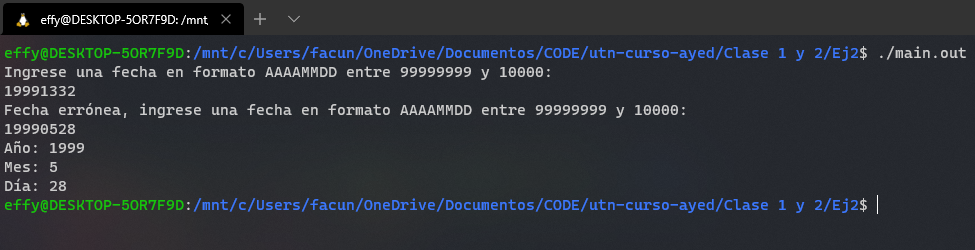 effy@DESKTOP-5OR7F9D: /mnt,
effy@DESKTOP-5OR7F9D:/mnt/c/Users/facun/OneDrive/Documentos/CODE/utn-curso-ayed/Clase 1 y 2/Ej2$ ./main.out
Ingrese una fecha en formato AAAAMMDD entre 99999999 y 10000:
19991332
Fecha errónea, ingrese una fecha en formato AAAAMMDD entre 99999999 y 10000:
19990528
Año: 1999
Mes: 5
Día: 28
effy@DESKTOP-5OR7F9D:/mnt/c/Users/facun/OneDrive/Documentos/CODE/utn-curso-ayed/Clase 1 y 2/Ej2$